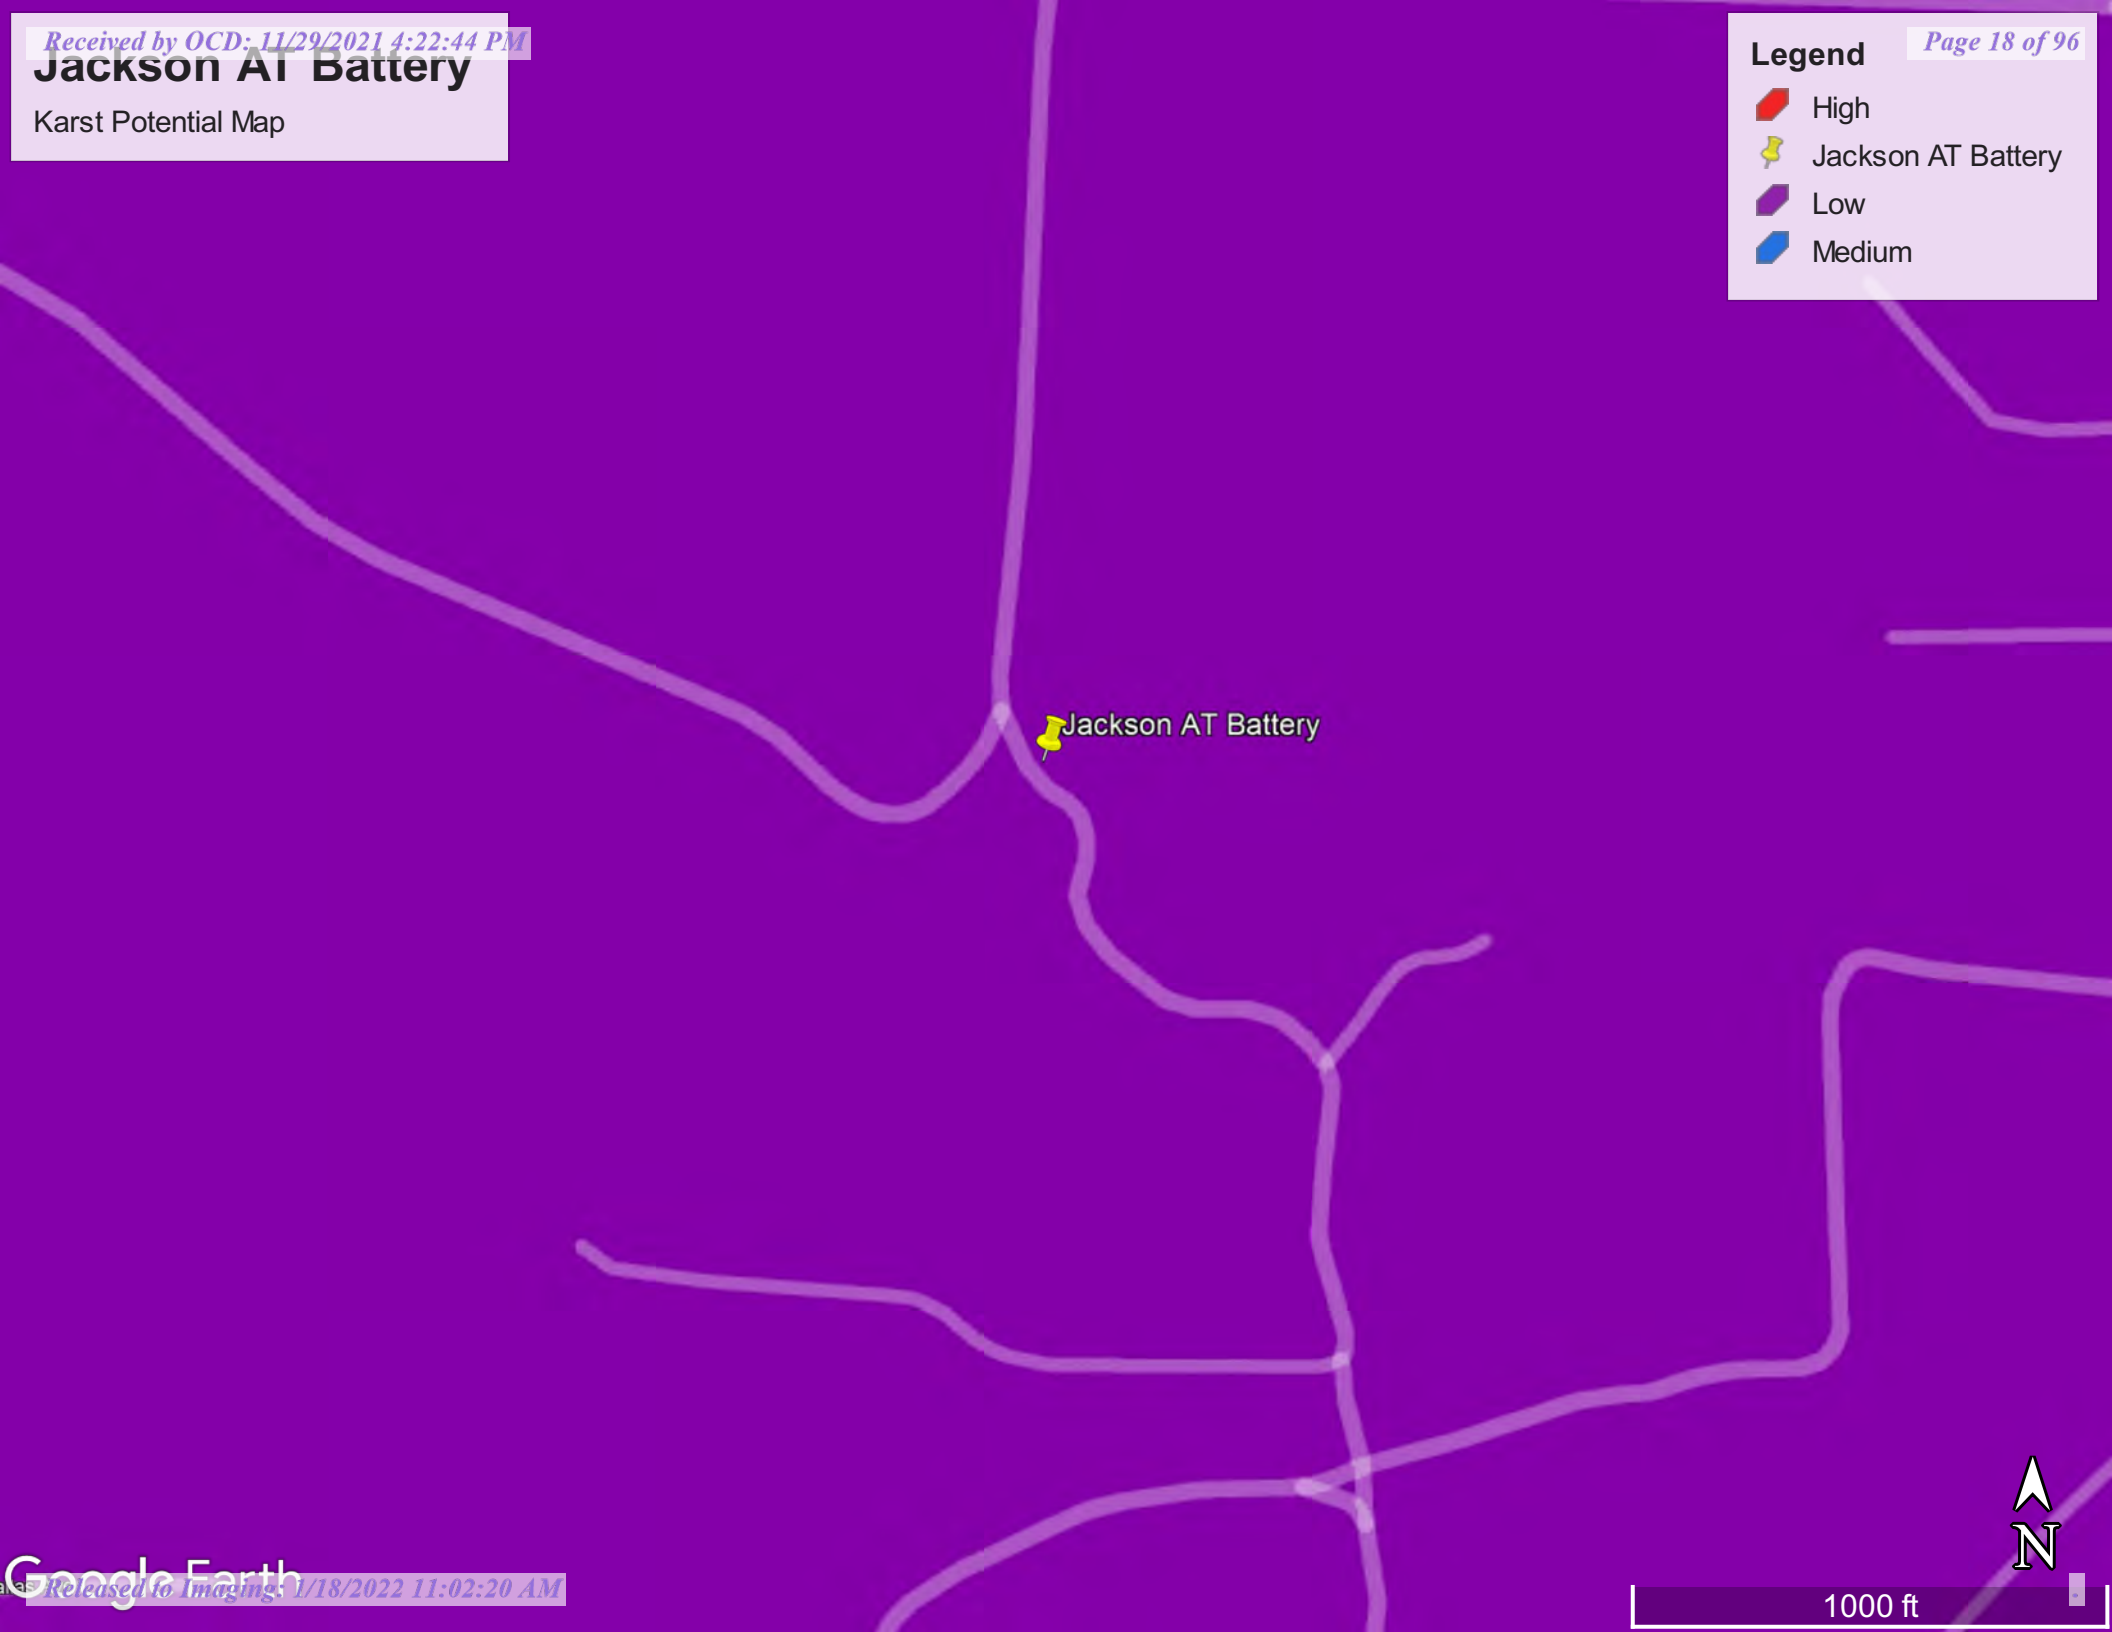 Received by OCD: 11/29/2021 4:22:44 PM
Page 18 of 96
Jackson AT Battery
Karst Potential Map
Legend
High
Jackson AT Battery
Low
Medium
Jackson AT Battery
N
Google Earth
Released to Imaging: 1/18/2022 11:02:20 AM
1000 ft